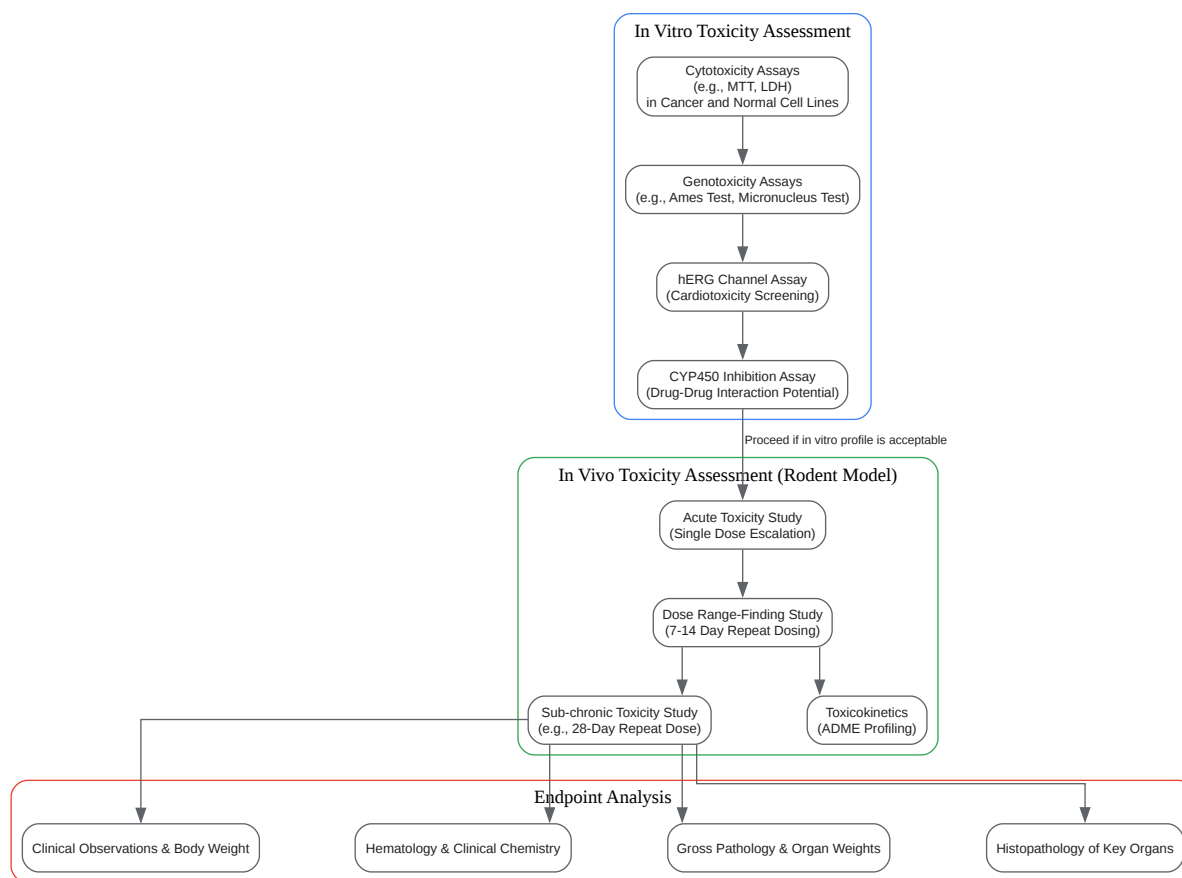 In Vitro Toxicity Assessment
Cytotoxicity Assays
(e.g., MTT, LDH)
in Cancer and Normal Cell Lines
Genotoxicity Assays
(e.g., Ames Test, Micronucleus Test)
hERG Channel Assay
(Cardiotoxicity Screening)
CYP450 Inhibition Assay
(Drug-Drug Interaction Potential)
Proceed if in vitro profile is acceptable
In Vivo Toxicity Assessment (Rodent Model)
Acute Toxicity Study
(Single Dose Escalation)
Dose Range-Finding Study
(7-14 Day Repeat Dosing)
Sub-chronic Toxicity Study
(e.g., 28-Day Repeat Dose)
Toxicokinetics
(ADME Profiling)
Endpoint Analysis
Clinical Observations & Body Weight
Hematology & Clinical Chemistry
Gross Pathology & Organ Weights
Histopathology of Key Organs